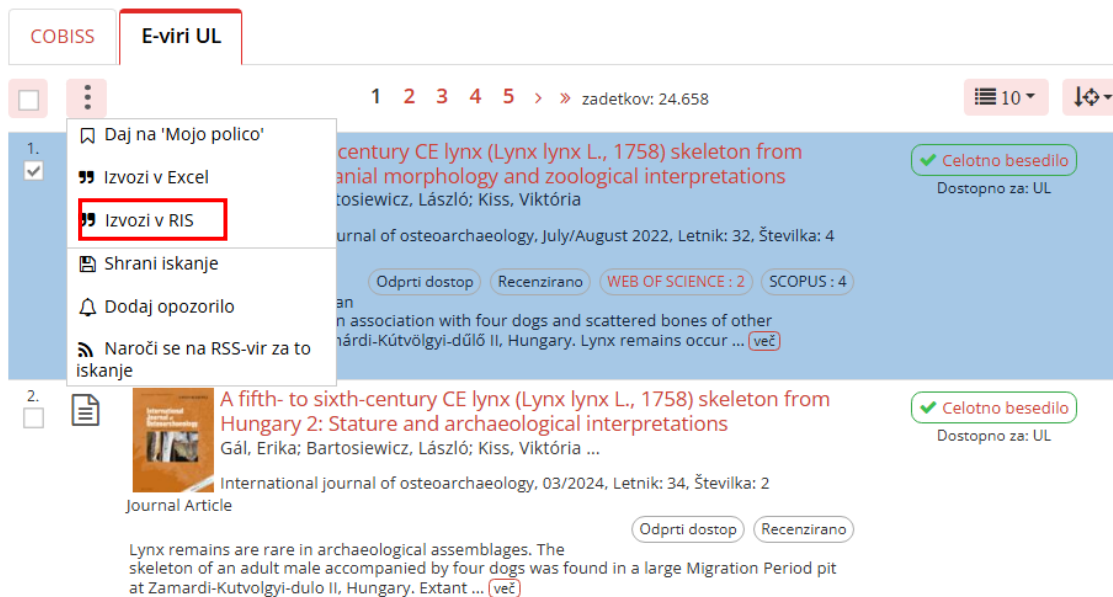 COBISS
E-viri UL
1 2 3 4 5 › » zadetkov: 24.658
10
Daj na 'Mojo polico'
Izvozi v Excel
Izvozi v RIS
Shrani iskanje
Dodaj opozorilo
Naroči se na RSS-vir za to
iskanje
1.
century CE lynx (Lynx lynx L., 1758) skeleton from
anial morphology and zoological interpretations
tosiewicz, László; Kiss, Viktória
urnal of osteoarchaeology, July/August 2022, Letnik: 32, Številka: 4
Odprti dostop Recenzirano WEB OF SCIENCE : 2 SCOPUS : 4
an
n association with four dogs and scattered bones of other
márdi-Kútvölgyi-dűlő II, Hungary. Lynx remains occur ... več
Celotno besedilo
Dostopno za: UL
2.
International
Journal of
Osteoarchaeology
A fifth- to sixth-century CE lynx (Lynx lynx L., 1758) skeleton from
Hungary 2: Stature and archaeological interpretations
Gál, Erika; Bartosiewicz, László; Kiss, Viktória ...
International journal of osteoarchaeology, 03/2024, Letnik: 34, Številka: 2
Journal Article
Odprti dostop Recenzirano
Lynx remains are rare in archaeological assemblages. The
skeleton of an adult male accompanied by four dogs was found in a large Migration Period pit
at Zamardi-Kutvolgyi-dulo II, Hungary. Extant ... več
Celotno besedilo
Dostopno za: UL